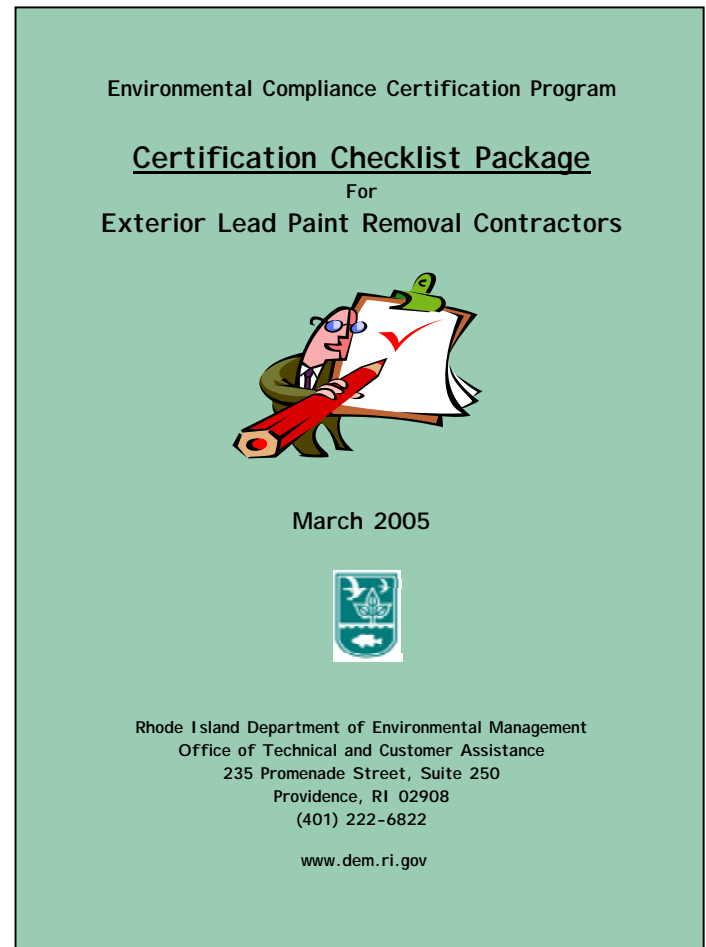 Environmental Compliance Certification Program
Certification Checklist Package
For
Exterior Lead Paint Removal Contractors
March 2005
Rhode Island Department of Environmental Management
Office of Technical and Customer Assistance
235 Promenade Street, Suite 250
Providence, RI 02908
(401) 222-6822
www.dem.ri.gov